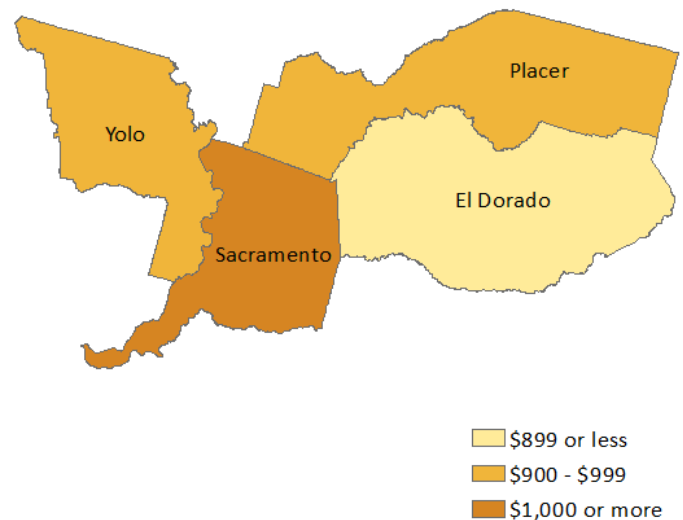 Placer
Yolo
El Dorado
Sacramento
$899 or less
$900 - $999
$1,000 or more